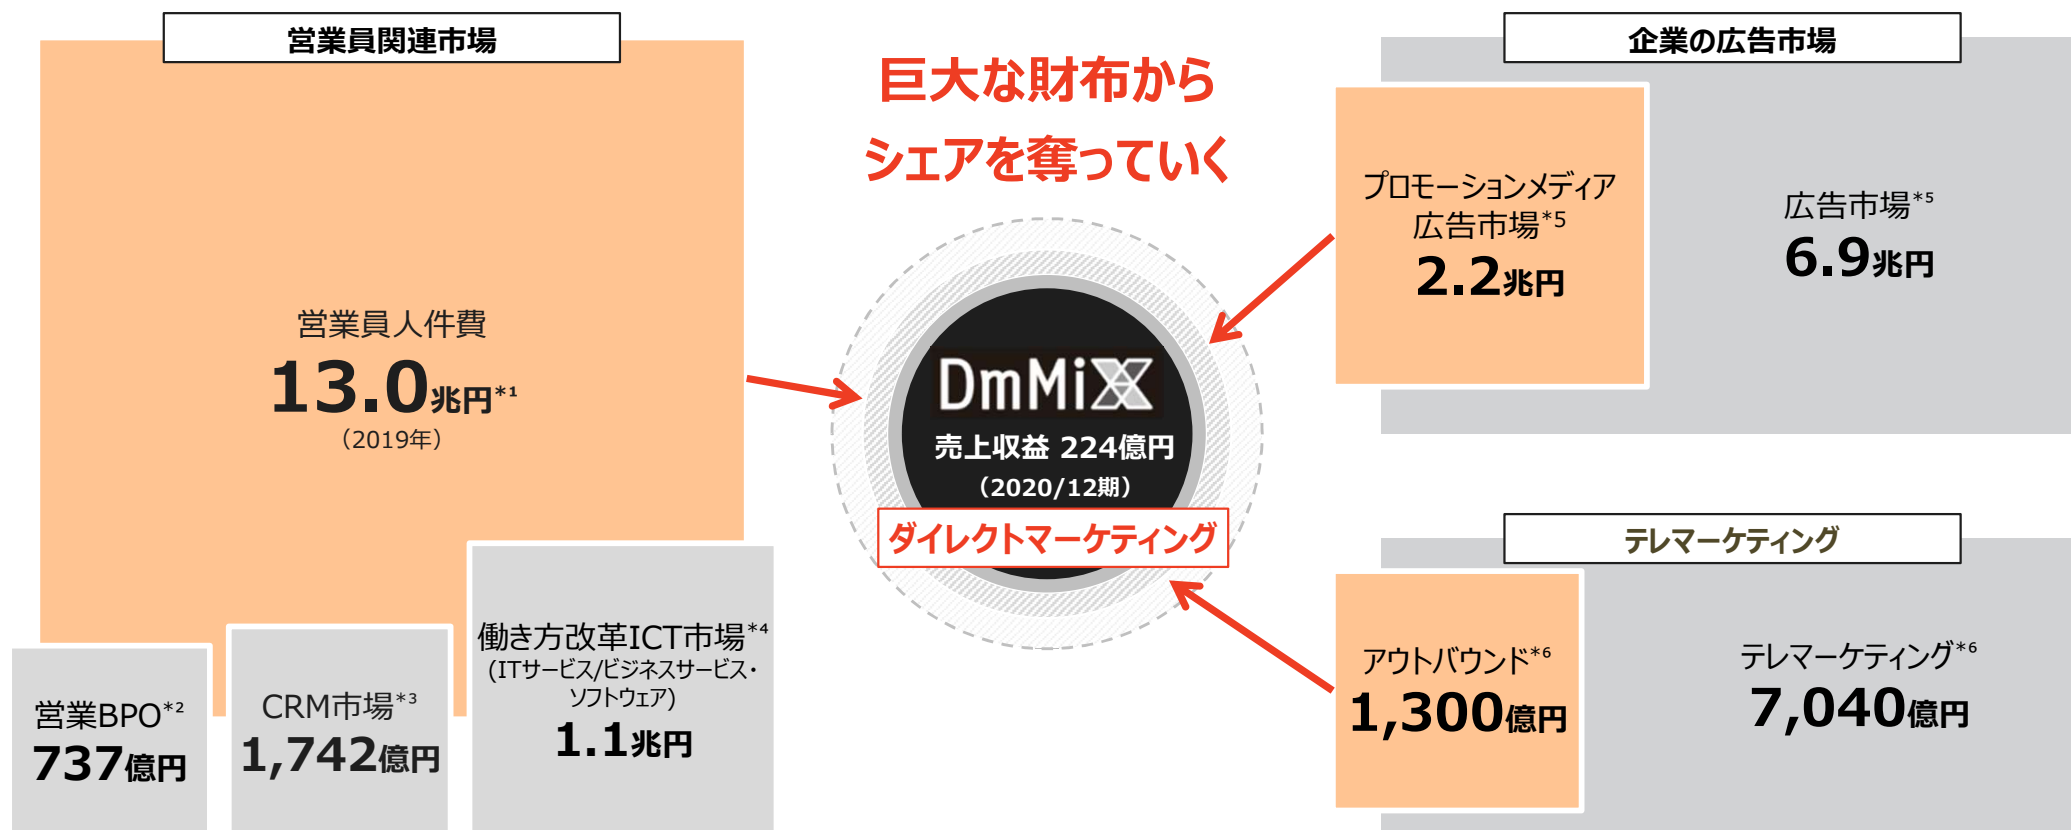 営業員関連市場
営業員人件費
13.0兆円*1
（2019年）
営業BPO*2
737億円
CRM市場*3
1,742億円
働き方改革ICT市場*4
(ITサービス/ビジネスサービス・
ソフトウェア)
1.1兆円
巨大な財布から
シェアを奪っていく
DmMiX
売上収益 224億円
（2020/12期）
ダイレクトマーケティング
企業の広告市場
プロモーションメディア
広告市場*5
2.2兆円
広告市場*5
6.9兆円
テレマーケティング
アウトバウンド*6
1,300億円
テレマーケティング*6
7,040億円